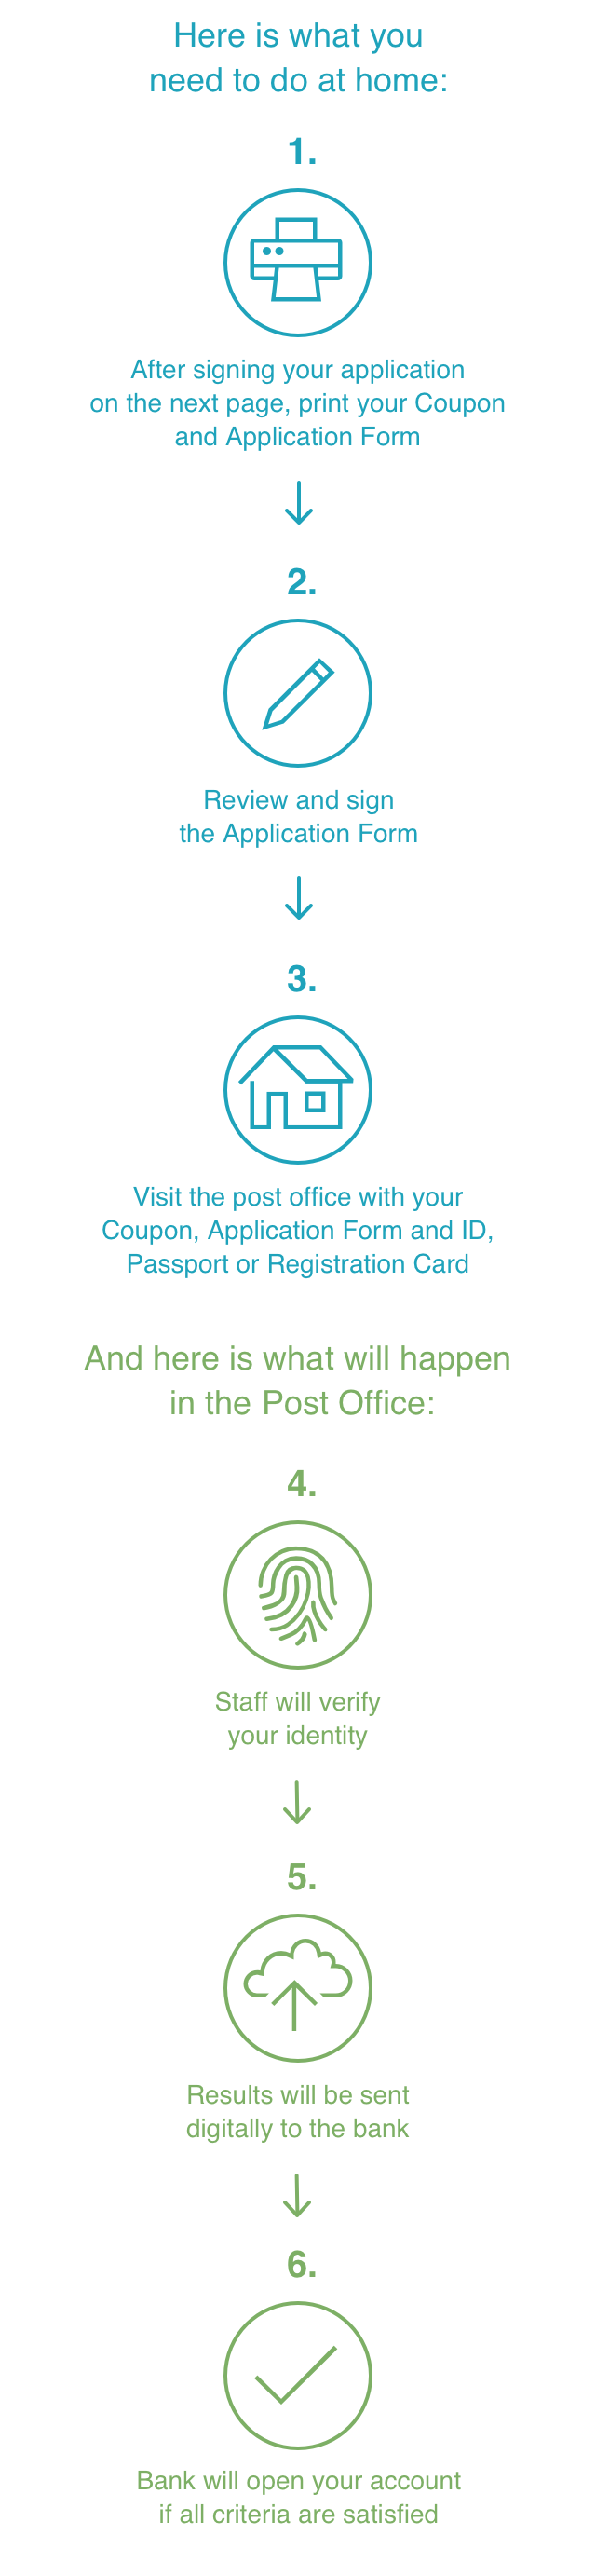 Here is what you
need to do at home:
1.
After signing your application
on the next page, print your Coupon
and Application Form
2.
Review and sign
the Application Form
3.
Visit the post office with your
Coupon, Application Form and ID,
Passport or Registration Card
And here is what will happen
in the Post Office:
4.
Staff will verify
your identity
5.
Results will be sent
digitally to the bank
6.
Bank will open your account
if all criteria are satisfied